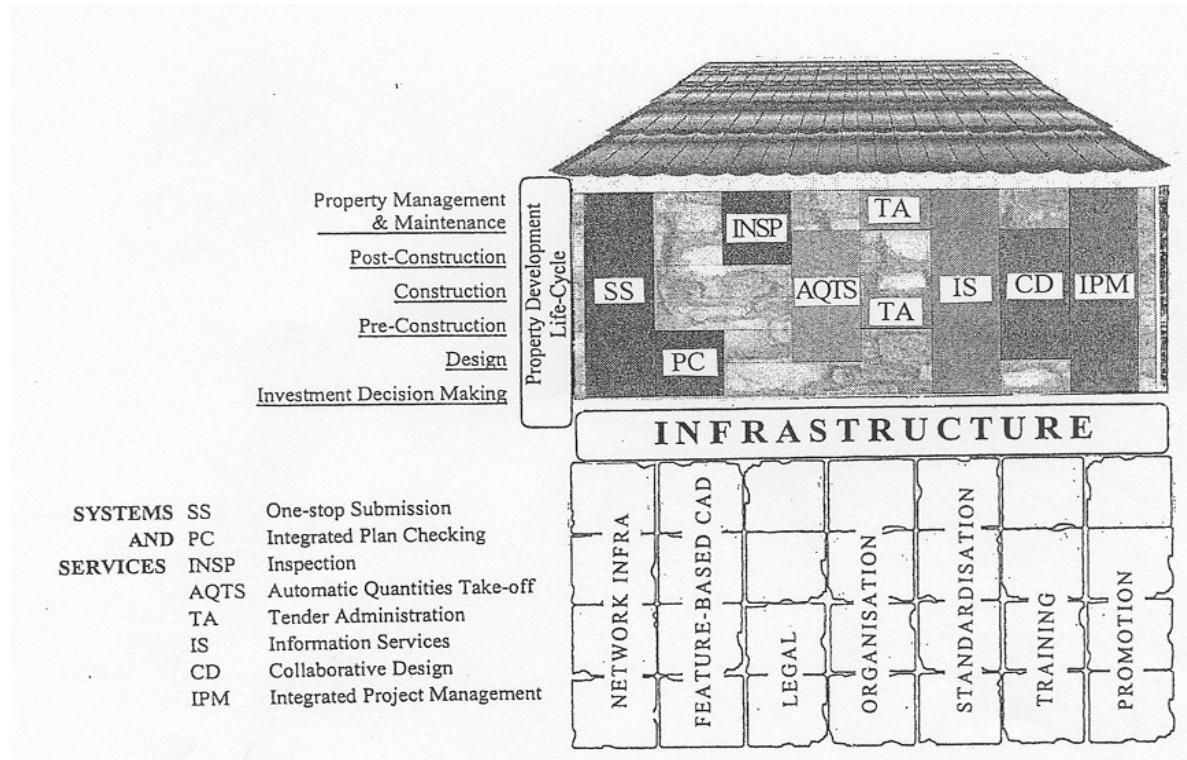 Property Management
& Maintenance
Post-Construction
Construction
Pre-Construction
Design
Investment Decision Making
Property Development
Life-Cycle
SS
PC
INSP
AQTS
TA
TA
IS
CD
IPM
INFRASTRUCTURE
NETWORK INFRA
FEATURE-BASED CAD
LEGAL
ORGANISATION
STANDARDISATION
TRAINING
PROMOTION
SYSTEMS SS One-stop Submission
AND PC Integrated Plan Checking
SERVICES INSP Inspection
AQTS Automatic Quantities Take-off
TA Tender Administration
IS Information Services
CD Collaborative Design
IPM Integrated Project Management